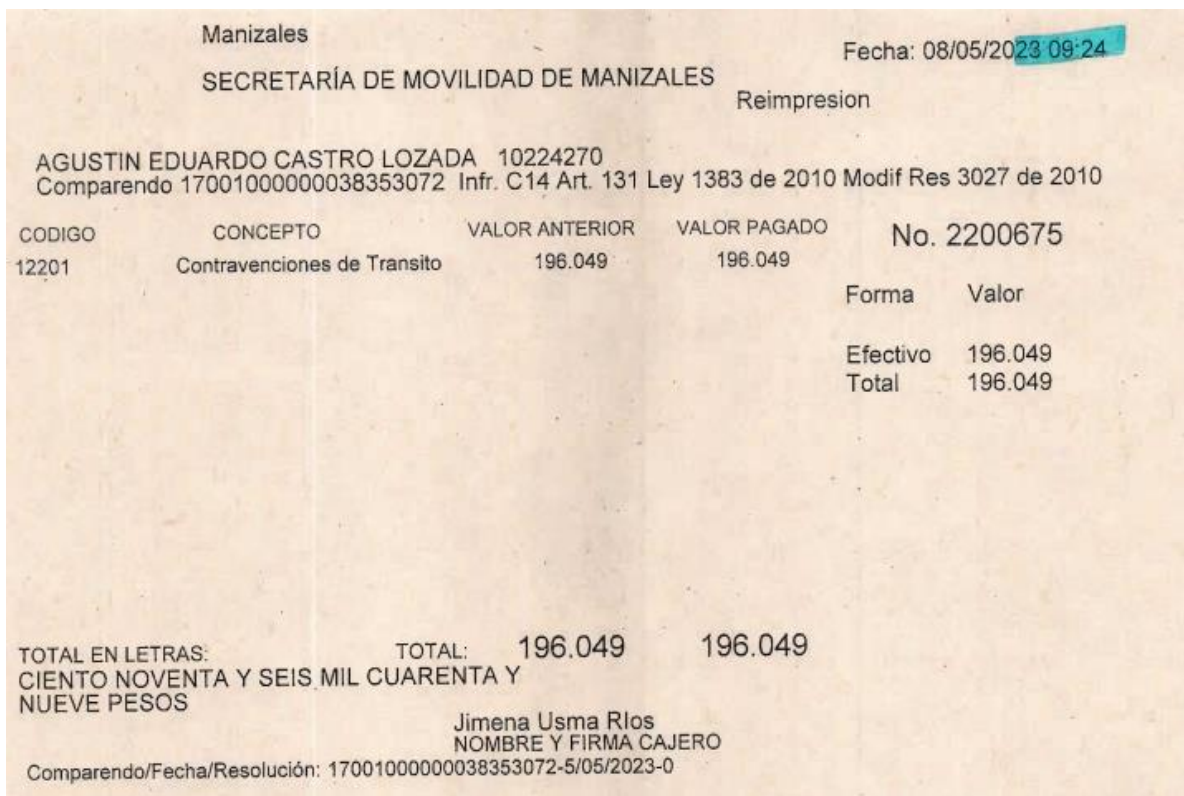 Manizales
Fecha: 08/05/2023 09:24
SECRETARÍA DE MOVILIDAD DE MANIZALES
Reimpresion
AGUSTIN EDUARDO CASTRO LOZADA 10224270
Comparendo 17001000000038353072 Infr. C14 Art. 131 Ley 1383 de 2010 Modif Res 3027 de 2010
CODIGO CONCEPTO VALOR ANTERIOR VALOR PAGADO No. 2200675
12201 Contravenciones de Transito 196.049 196.049
Forma Valor
Efectivo 196.049
Total 196.049
TOTAL EN LETRAS: TOTAL: 196.049 196.049
CIENTO NOVENTA Y SEIS MIL CUARENTA Y
NUEVE PESOS
Jimena Usma RIos
NOMBRE Y FIRMA CAJERO
Comparendo/Fecha/Resolución: 17001000000038353072-5/05/2023-0